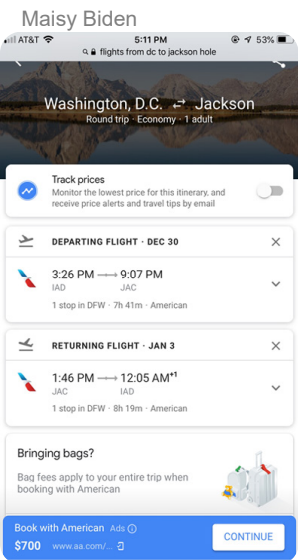 Maisy Biden
AT&T 5:11 PM 53%
flights from dc to jackson hole
Washington, D.C. Jackson
Round trip · Economy · 1 adult
Track prices
Monitor the lowest price for this itinerary, and
receive price alerts and travel tips by email
DEPARTING FLIGHT · DEC 30
3:26 PM 9:07 PM
IAD JAC
1 stop in DFW · 7h 41m · American
RETURNING FLIGHT · JAN 3
1:46 PM 12:05 AM+1
JAC IAD
1 stop in DFW · 8h 19m · American
Bringing bags?
Bag fees apply to your entire trip when
booking with American
Book with American Ads
$700 www.aa.com/...
CONTINUE